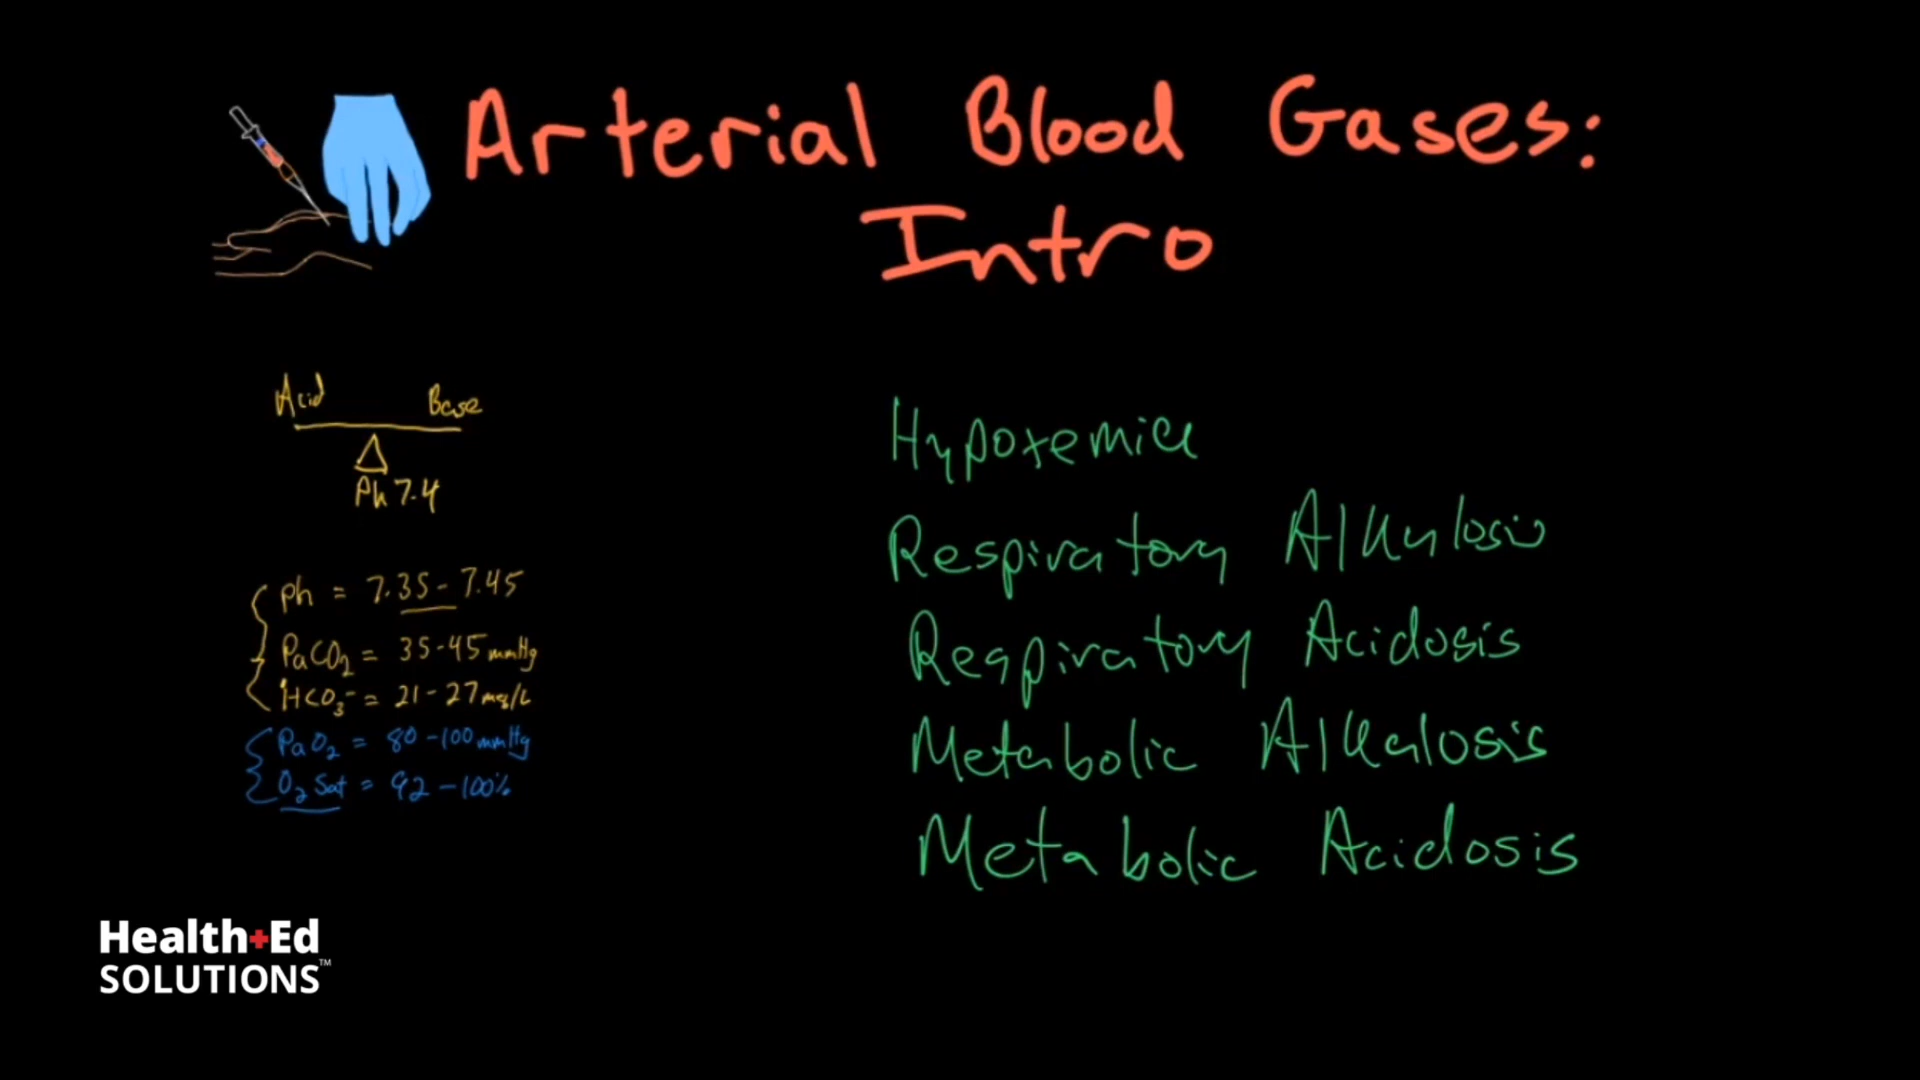 Arterial Blood Gases:
Intro
Acid Base
Ph 7.4
Ph = 7.35 - 7.45
PaCO2 = 35-45 mmHg
HCO3- = 21-27 meq/L
PaO2 = 80-100 mmHg
O2 Sat = 92-100%
Hypoxemia
Respiratory Alkalosis
Respiratory Acidosis
Metabolic Alkalosis
Metabolic Acidosis
Health+Ed
SOLUTIONS™